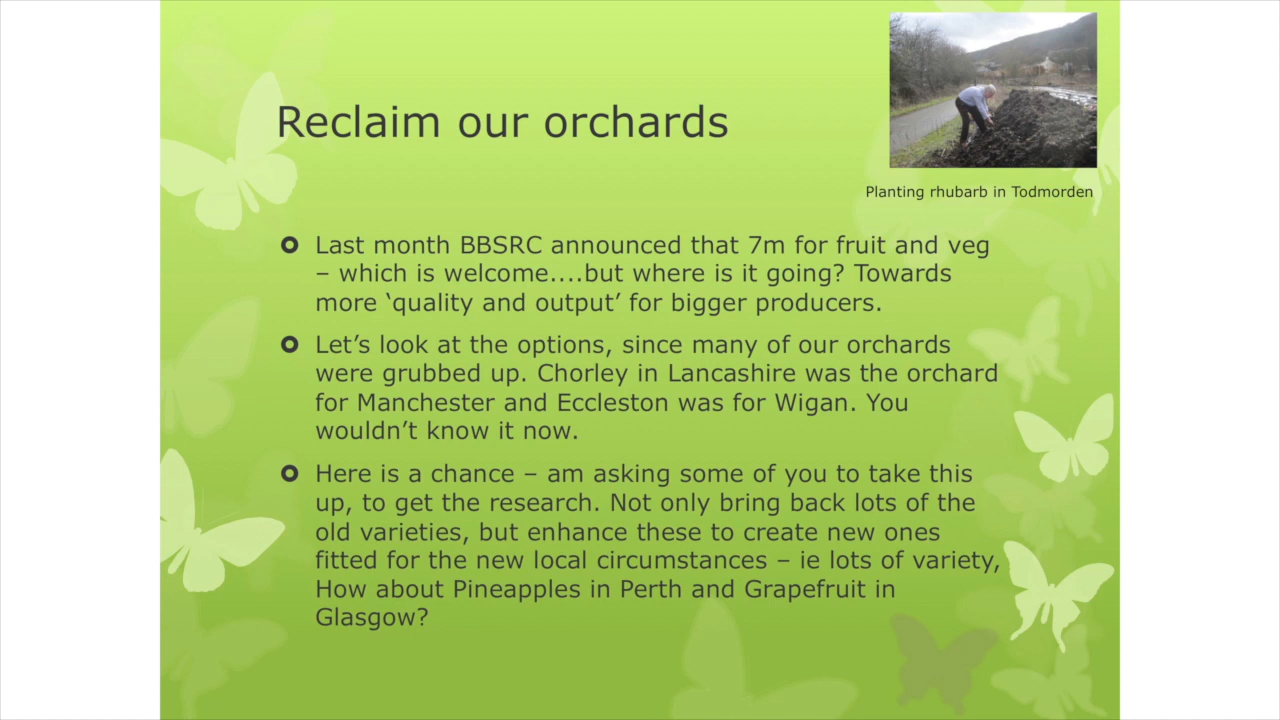 Reclaim our orchards
Planting rhubarb in Todmorden
Last month BBSRC announced that 7m for fruit and veg
– which is welcome....but where is it going? Towards
more ‘quality and output’ for bigger producers.
Let’s look at the options, since many of our orchards
were grubbed up. Chorley in Lancashire was the orchard
for Manchester and Eccleston was for Wigan. You
wouldn’t know it now.
Here is a chance – am asking some of you to take this
up, to get the research. Not only bring back lots of the
old varieties, but enhance these to create new ones
fitted for the new local circumstances – ie lots of variety,
How about Pineapples in Perth and Grapefruit in
Glasgow?